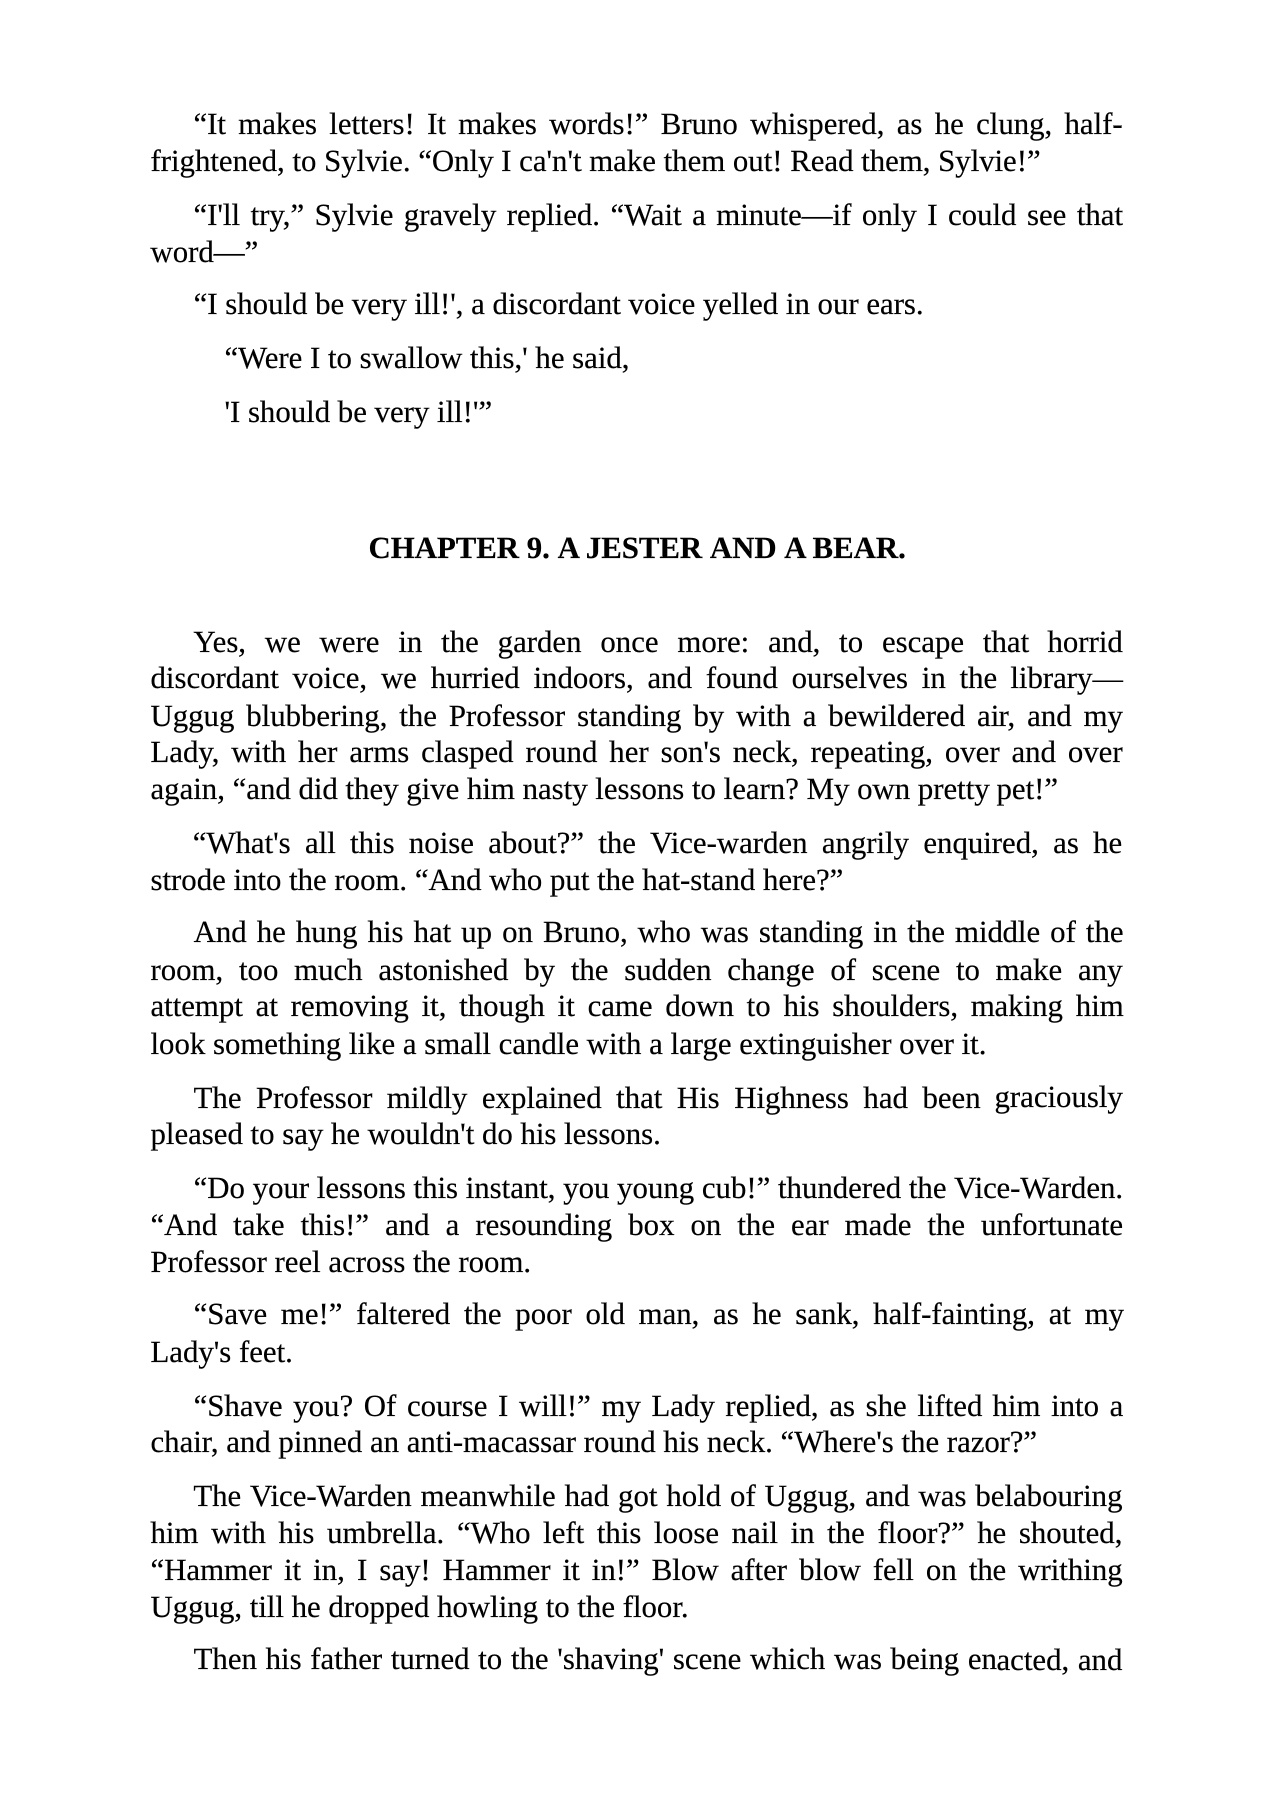 “It makes letters! It makes words!” Bruno whispered, as he clung, half-
frightened, to Sylvie. “Only I ca'n't make them out! Read them, Sylvie!”
“I'll try,” Sylvie gravely replied. “Wait a minute—if only I could see that
word—”
“I should be very ill!', a discordant voice yelled in our ears.
“Were I to swallow this,' he said,
'I should be very ill!'”
CHAPTER 9. A JESTER AND A BEAR.
Yes, we were in the garden once more: and, to escape that horrid
discordant voice, we hurried indoors, and found ourselves in the library—
Uggug blubbering, the Professor standing by with a bewildered air, and my
Lady, with her arms clasped round her son's neck, repeating, over and over
again, “and did they give him nasty lessons to learn? My own pretty pet!”
“What's all this noise about?” the Vice-warden angrily enquired, as he
strode into the room. “And who put the hat-stand here?”
And he hung his hat up on Bruno, who was standing in the middle of the
room, too much astonished by the sudden change of scene to make any
attempt at removing it, though it came down to his shoulders, making him
look something like a small candle with a large extinguisher over it.
The Professor mildly explained that His Highness had been graciously
pleased to say he wouldn't do his lessons.
“Do your lessons this instant, you young cub!” thundered the Vice-Warden.
“And take this!” and a resounding box on the ear made the unfortunate
Professor reel across the room.
“Save me!” faltered the poor old man, as he sank, half-fainting, at my
Lady's feet.
“Shave you? Of course I will!” my Lady replied, as she lifted him into a
chair, and pinned an anti-macassar round his neck. “Where's the razor?”
The Vice-Warden meanwhile had got hold of Uggug, and was belabouring
him with his umbrella. “Who left this loose nail in the floor?” he shouted,
“Hammer it in, I say! Hammer it in!” Blow after blow fell on the writhing
Uggug, till he dropped howling to the floor.
Then his father turned to the 'shaving' scene which was being enacted, and